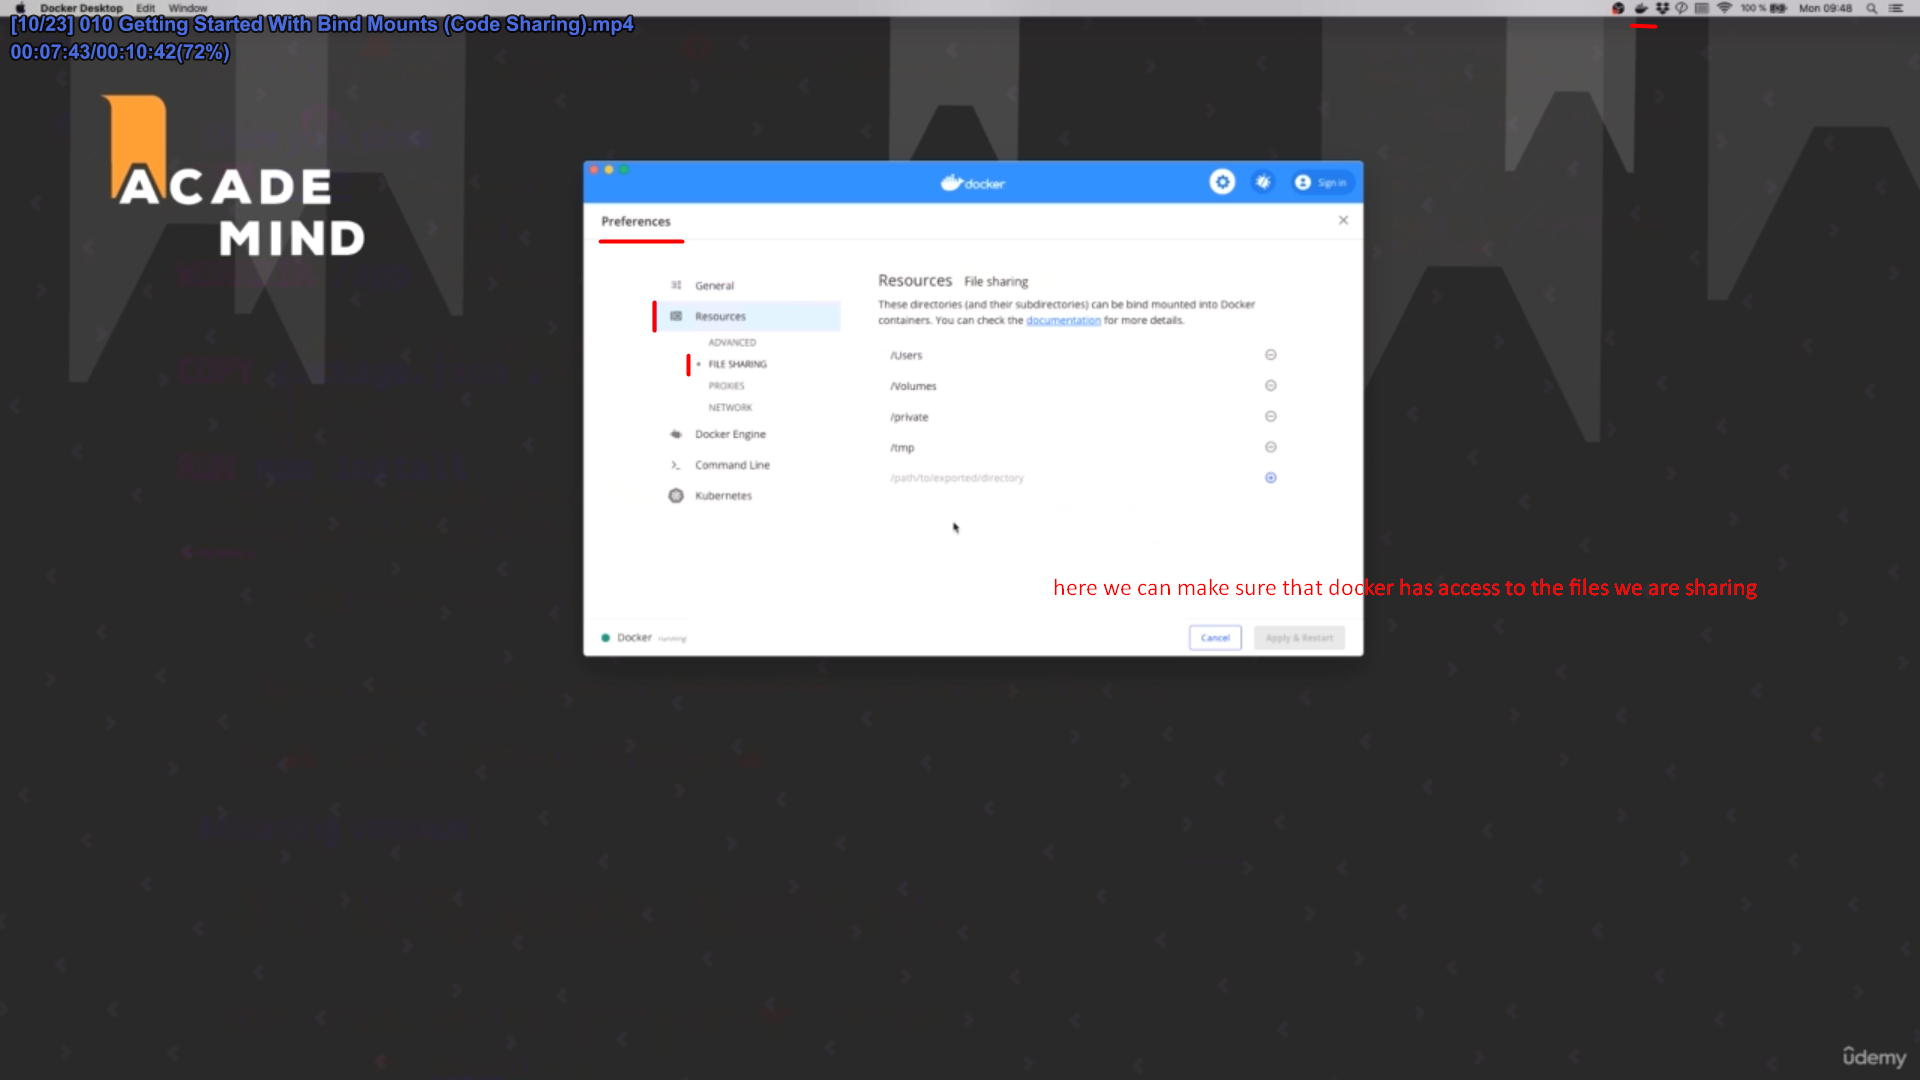 Docker Desktop Edit Window
100 % Mon 09:48
[10/23] 010 Getting Started With Bind Mounts (Code Sharing).mp4
00:07:43/00:10:42(72%)
ACADE
MIND
docker
Sign in
Preferences
General
Resources
ADVANCED
FILE SHARING
PROXIES
NETWORK
Docker Engine
Command Line
Kubernetes
Resources File sharing
These directories (and their subdirectories) can be bind mounted into Docker
containers. You can check the documentation for more details.
/Users
/Volumes
/private
/tmp
/path/to/exported/directory
here we can make sure that docker has access to the files we are sharing
Docker running
Cancel
Apply & Restart
COPY
RUN npm install
udemy